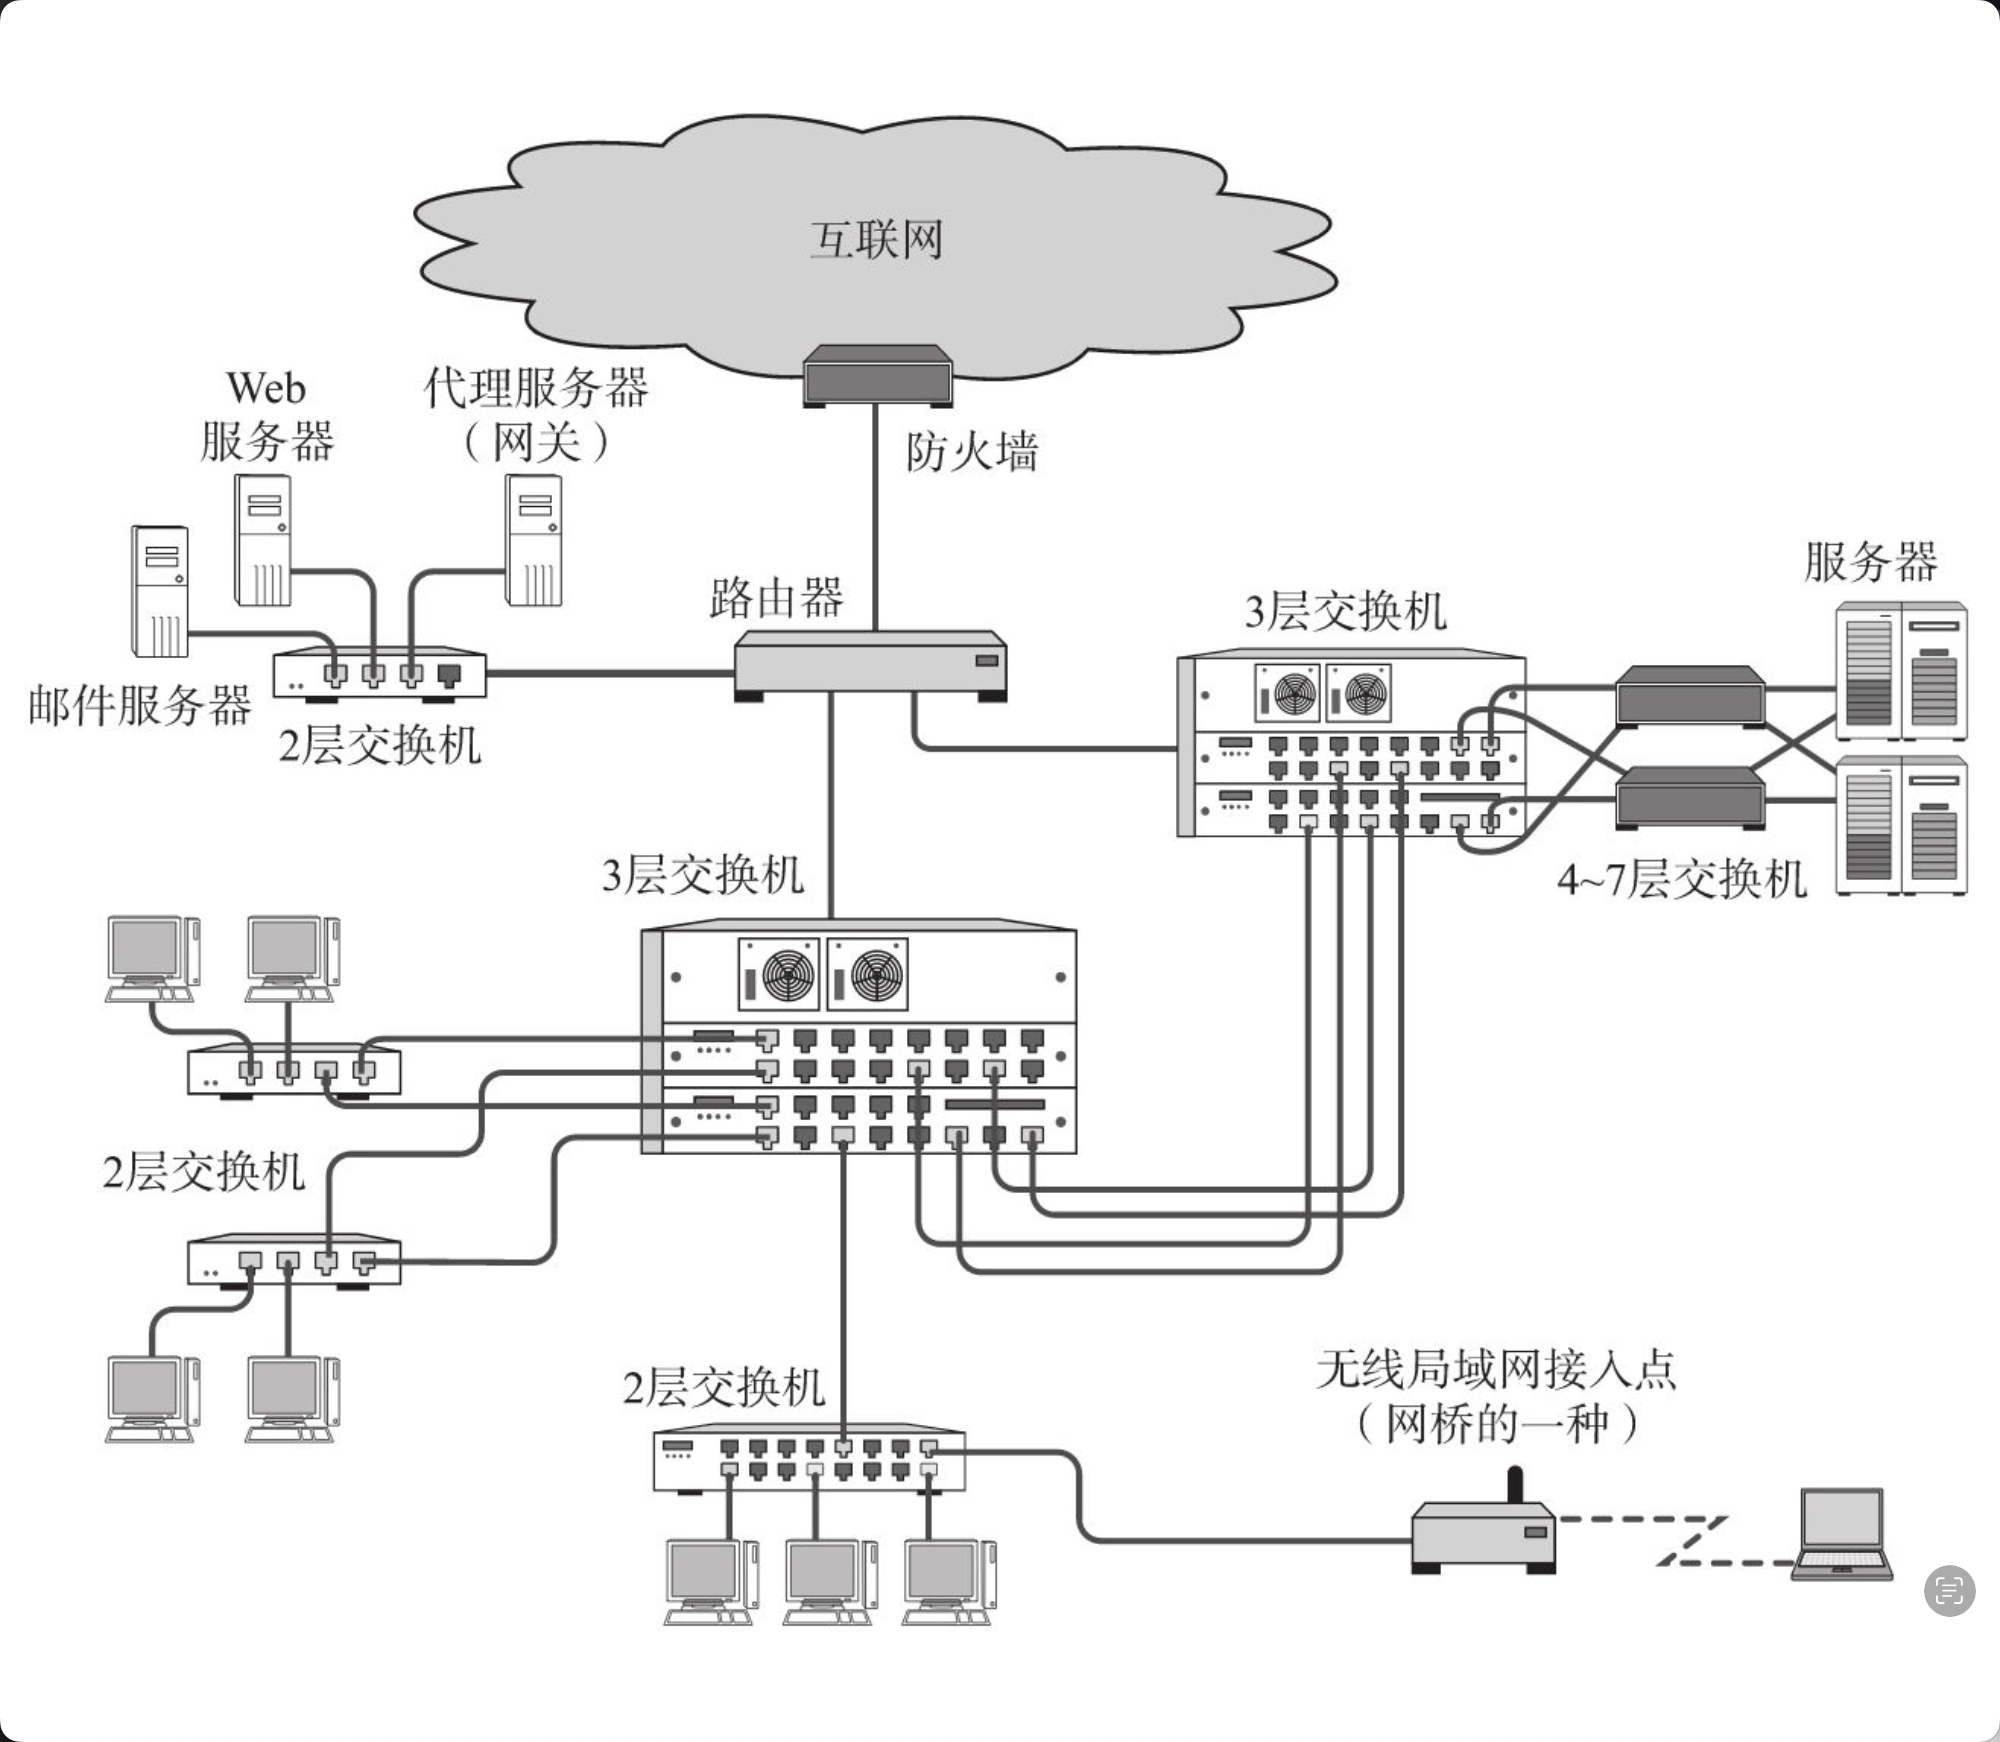 互联网
Web
服务器
代理服务器
（网关）
防火墙
服务器
路由器
3层交换机
邮件服务器
2层交换机
3层交换机
4~7层交换机
2层交换机
2层交换机
无线局域网接入点
（网桥的一种）